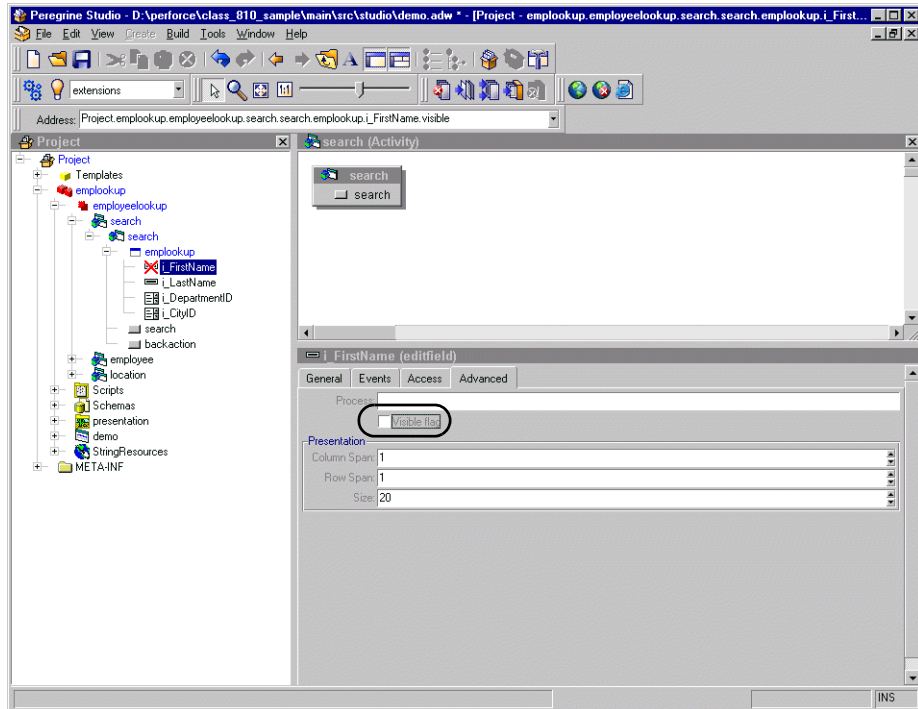 Peregrine Studio - D:\perforce\class_810_sample\main\src\studio\demo.adw * - [Project - emplookup.employeelookup.search.search.emplookup.i_First...
File Edit View Create Build Tools Window Help
A
extensions
1:1
Address: Project.emplookup.employeelookup.search.search.emplookup.i_FirstName.visible
Project
search (Activity)
Project
Templates
emplookup
employeelookup
search
search
emplookup
i_FirstName
i_LastName
i_DepartmentID
i_CityID
search
backaction
employee
location
Scripts
Schemas
presentation
demo
StringResources
META-INF
search
search
i_FirstName (editfield)
General Events Access Advanced
Process:
Visible flag
Presentation
Column Span: 1
Row Span: 1
Size: 20
INS